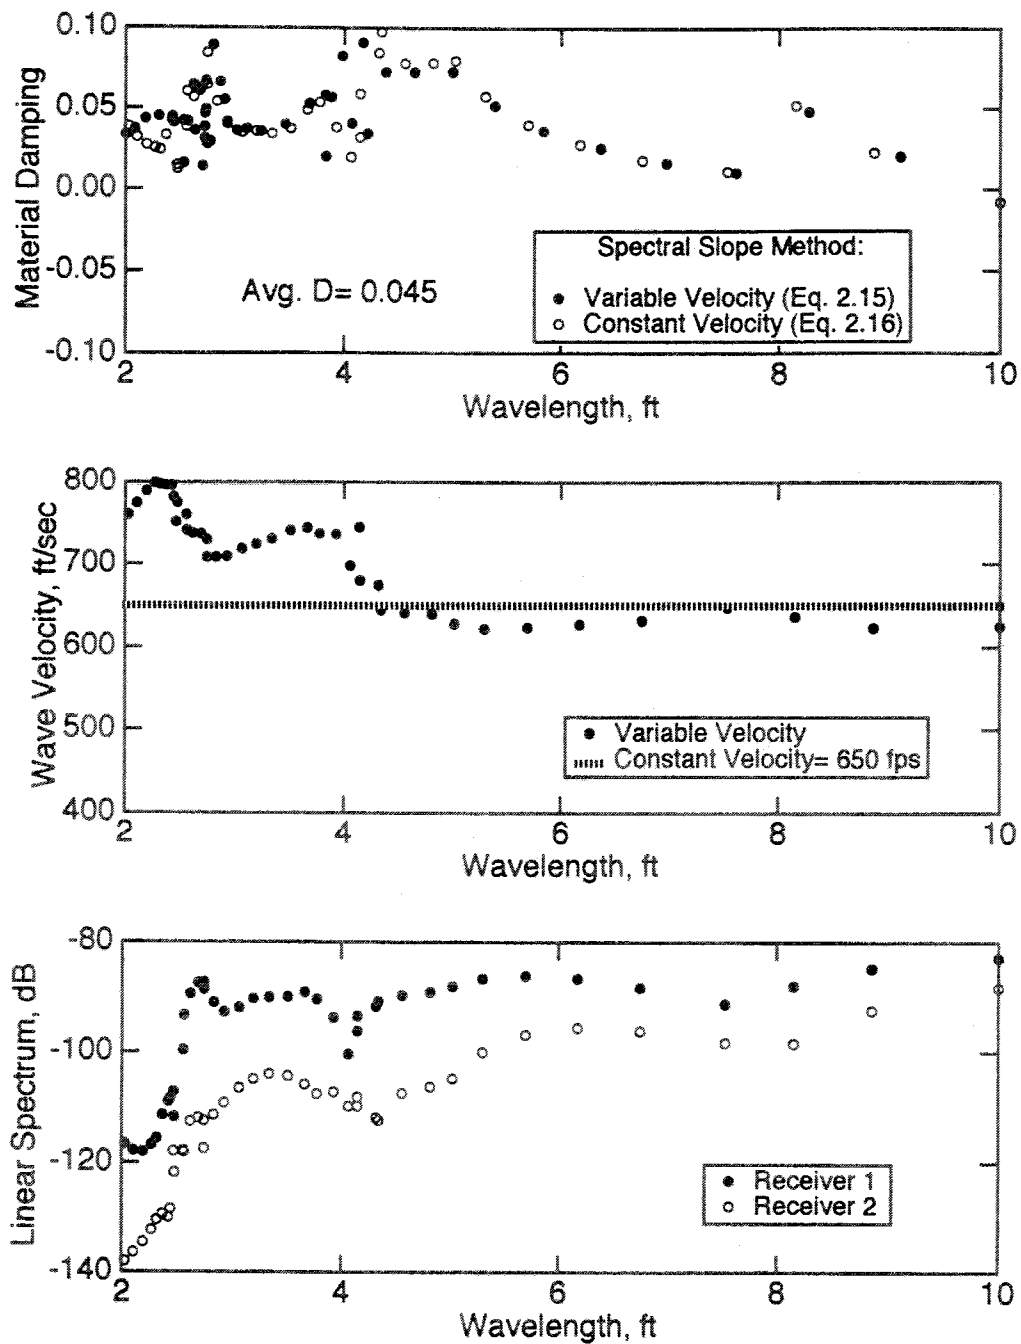 Material Damping
0.10
0.05
0.00
-0.05
-0.10
Avg. D= 0.045
Spectral Slope Method:
Variable Velocity (Eq. 2.15)
Constant Velocity (Eq. 2.16)
2 4 6 8 10
Wavelength, ft
Wave Velocity, ft/sec
800
700
600
500
400
Variable Velocity
Constant Velocity= 650 fps
2 4 6 8 10
Wavelength, ft
Linear Spectrum, dB
-80
-100
-120
-140
Receiver 1
Receiver 2
2 4 6 8 10
Wavelength, ft